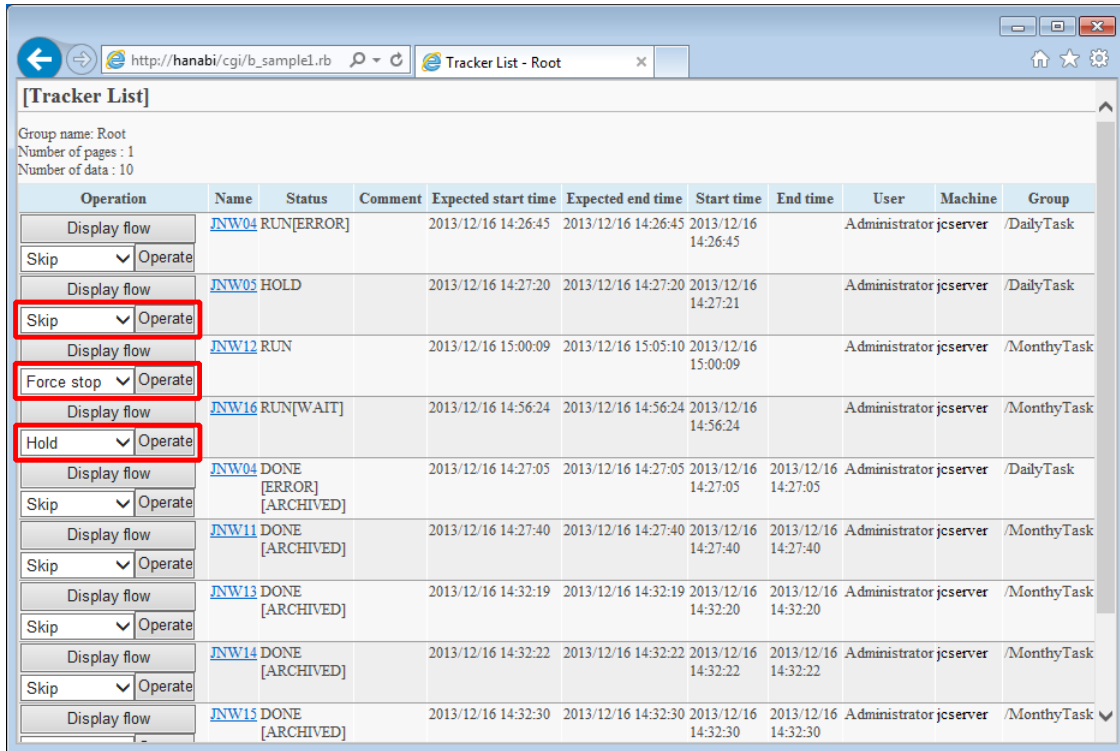 http://hanabi/cgi/b_sample1.rb
Tracker List - Root
[Tracker List]
Group name: Root
Number of pages : 1
Number of data : 10
Operation Name Status Comment Expected start time Expected end time Start time End time User Machine Group
Display flow JNW04 RUN[ERROR] 2013/12/16 14:26:45 2013/12/16 14:26:45 2013/12/16 Administrator jcserver /DailyTask
14:26:45
Skip Operate
Display flow JNW05 HOLD 2013/12/16 14:27:20 2013/12/16 14:27:20 2013/12/16 Administrator jcserver /DailyTask
14:27:21
Skip Operate
Display flow JNW12 RUN 2013/12/16 15:00:09 2013/12/16 15:05:10 2013/12/16 Administrator jcserver /MonthyTask
15:00:09
Force stop Operate
Display flow JNW16 RUN[WAIT] 2013/12/16 14:56:24 2013/12/16 14:56:24 2013/12/16 Administrator jcserver /MonthyTask
14:56:24
Hold Operate
Display flow JNW04 DONE 2013/12/16 14:27:05 2013/12/16 14:27:05 2013/12/16 2013/12/16 Administrator jcserver /DailyTask
[ERROR] 14:27:05 14:27:05
Skip Operate [ARCHIVED]
Display flow JNW11 DONE 2013/12/16 14:27:40 2013/12/16 14:27:40 2013/12/16 2013/12/16 Administrator jcserver /MonthyTask
[ARCHIVED] 14:27:40 14:27:40
Skip Operate
Display flow JNW13 DONE 2013/12/16 14:32:19 2013/12/16 14:32:19 2013/12/16 2013/12/16 Administrator jcserver /MonthyTask
[ARCHIVED] 14:32:20 14:32:20
Skip Operate
Display flow JNW14 DONE 2013/12/16 14:32:22 2013/12/16 14:32:22 2013/12/16 2013/12/16 Administrator jcserver /MonthyTask
[ARCHIVED] 14:32:22 14:32:22
Skip Operate
Display flow JNW15 DONE 2013/12/16 14:32:30 2013/12/16 14:32:30 2013/12/16 2013/12/16 Administrator jcserver /MonthyTask
[ARCHIVED] 14:32:30 14:32:30